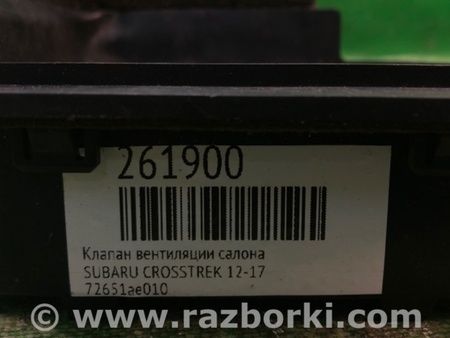 261900
Клапан вентиляции салона
SUBARU CROSSTREK 12-17
72651ae010
© www.razborki.com